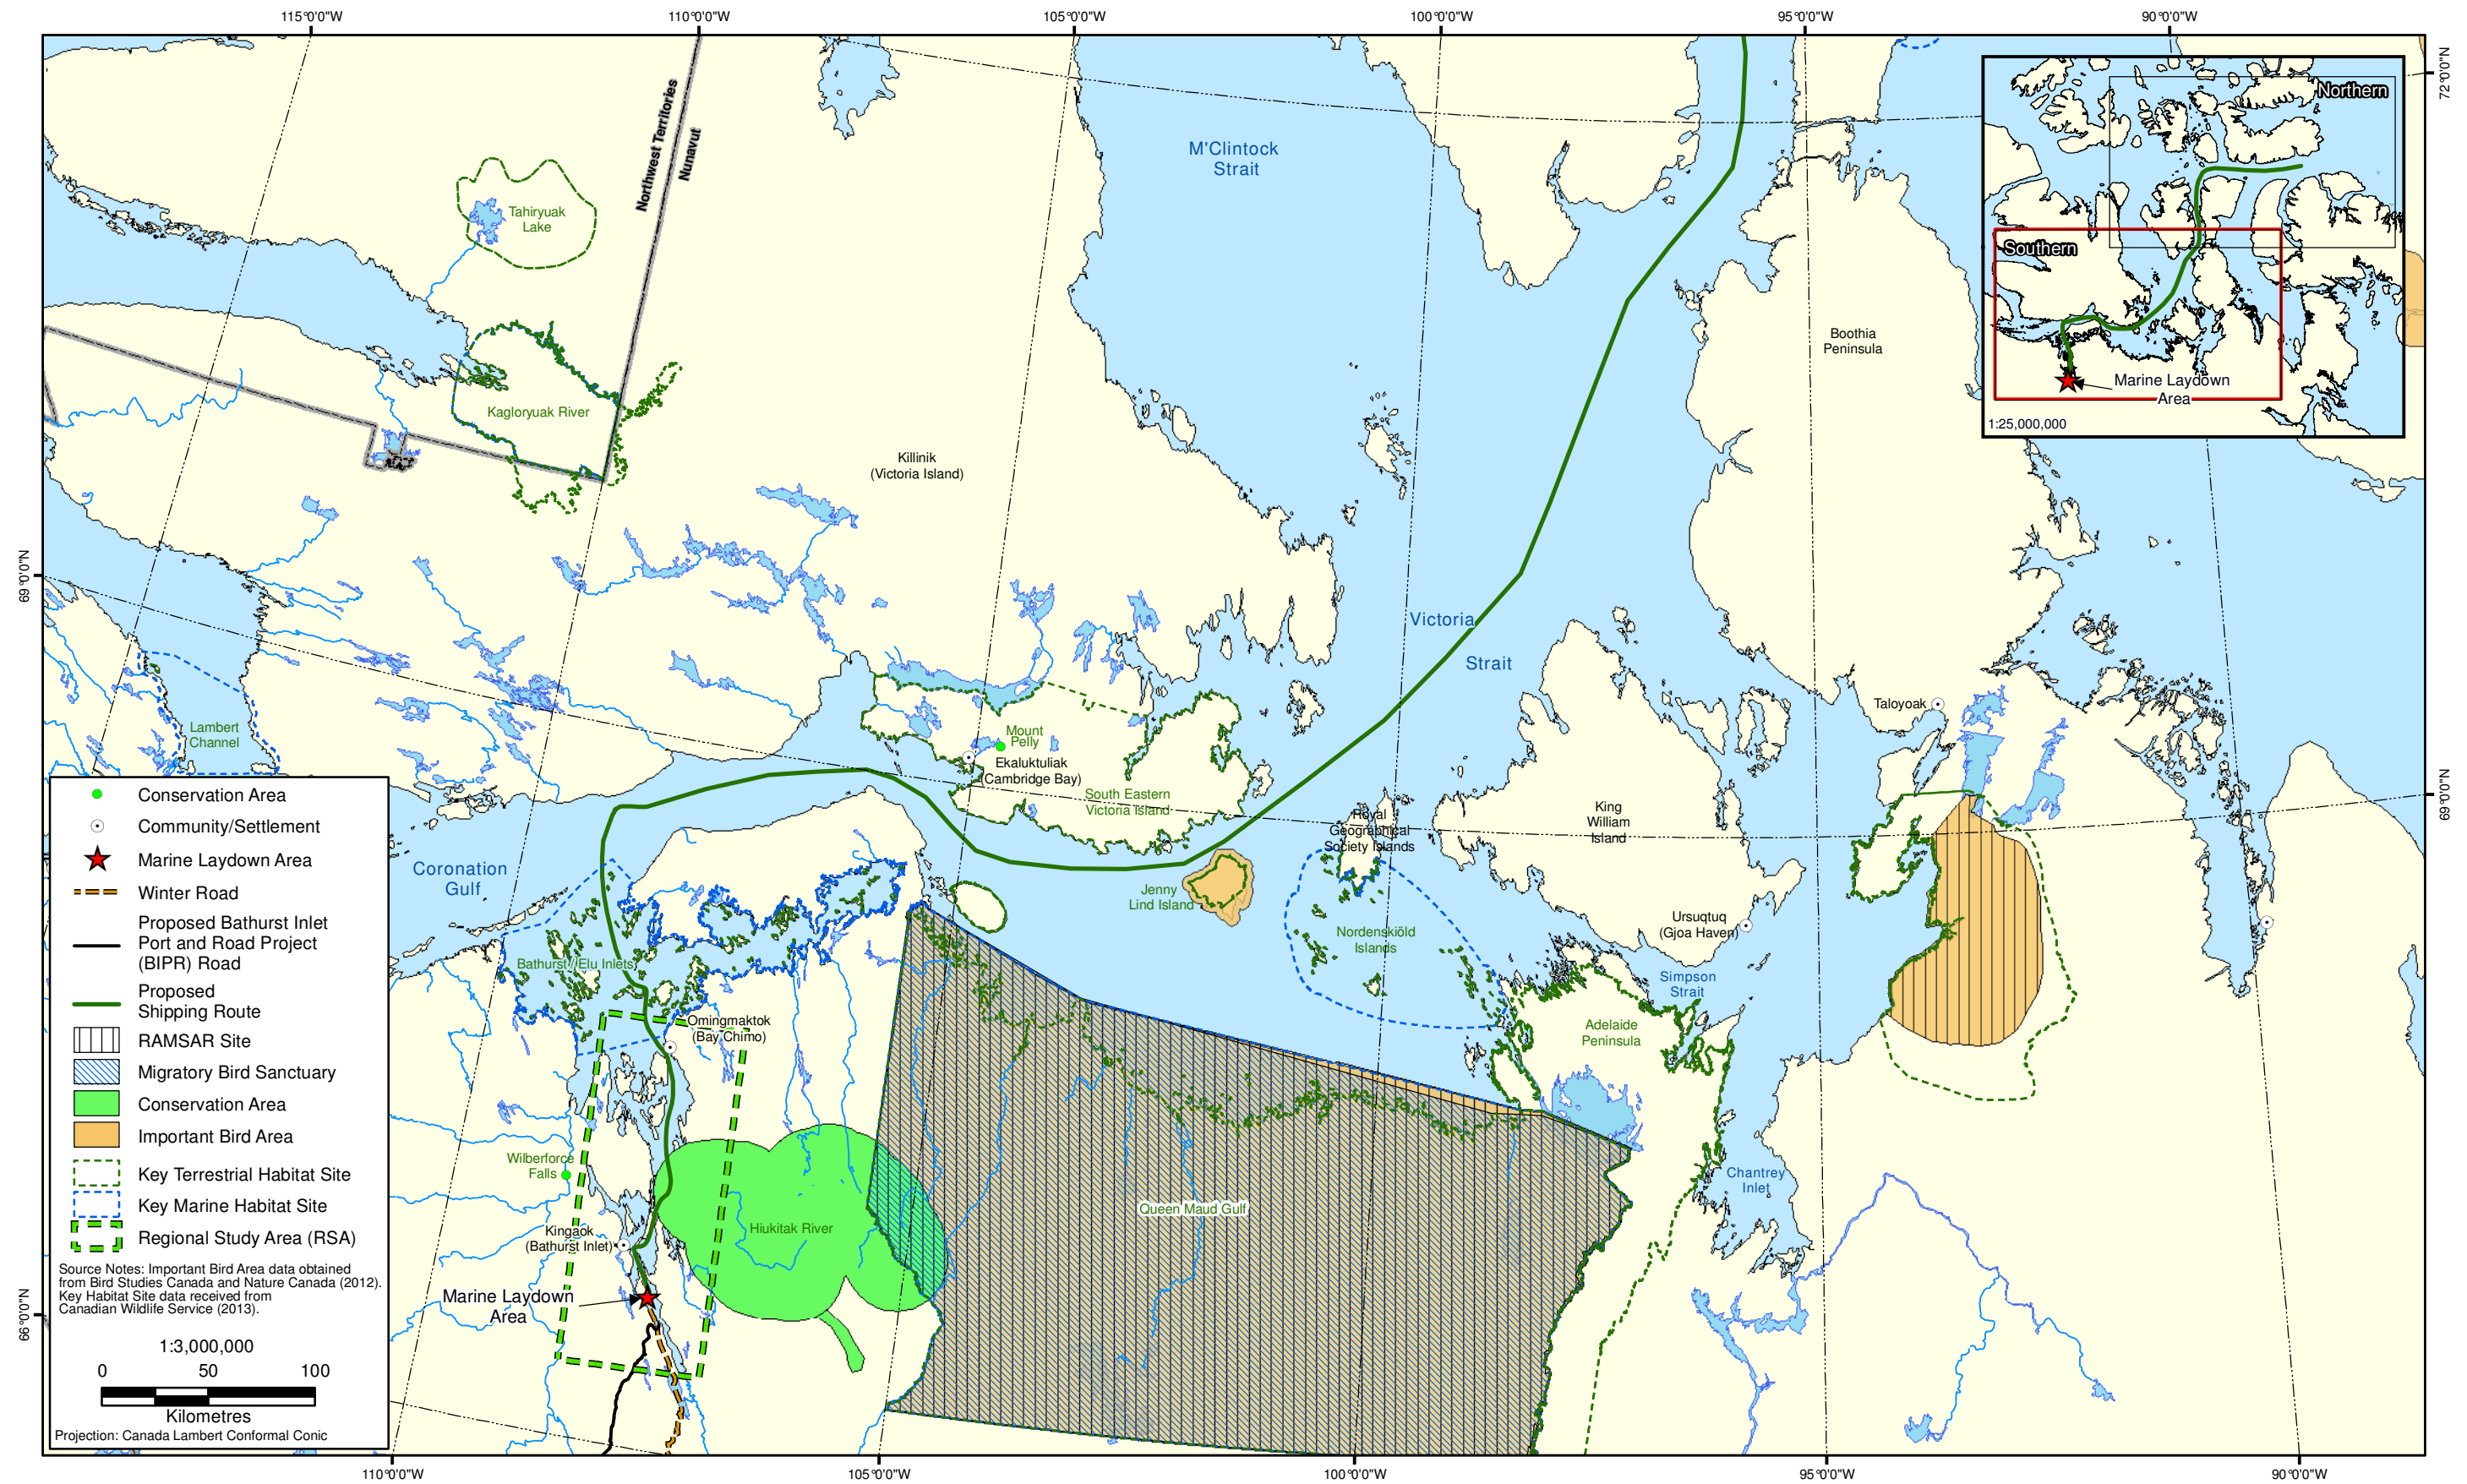 115°0'0"W
110°0'0"W
105°0'0"W
100°0'0"W
95°0'0"W
90°0'0"W
72°0'0"N
69°0'0"N
69°0'0"N
66°0'0"N
Northwest Territories
Nunavut
M'Clintock
Strait
Tahiryuak
Lake
Kagloryuak River
Killinik
(Victoria Island)
Boothia
Peninsula
Northern
Southern
Marine Laydown
Area
1:25,000,000
Victoria
Strait
Lambert
Channel
Mount
Pelly
Ekaluktuliak
(Cambridge Bay)
South Eastern
Victoria Island
Taloyoak
King
William
Island
Royal
Geographical
Society Islands
Coronation
Gulf
Jenny
Lind Island
Nordenskiöld
Islands
Ursuqtuq
(Gjoa Haven)
Simpson
Strait
Bathurst / Elu Inlets
Omingmaktok
(Bay Chimo)
Adelaide
Peninsula
Wilberforce
Falls
Chantrey
Inlet
Queen Maud Gulf
Hiukitak River
Kingaok
(Bathurst Inlet)
Marine Laydown
Area
Conservation Area
Community/Settlement
Marine Laydown Area
Winter Road
Proposed Bathurst Inlet
Port and Road Project
(BIPR) Road
Proposed
Shipping Route
RAMSAR Site
Migratory Bird Sanctuary
Conservation Area
Important Bird Area
Key Terrestrial Habitat Site
Key Marine Habitat Site
Regional Study Area (RSA)
Source Notes: Important Bird Area data obtained
from Bird Studies Canada and Nature Canada (2012).
Key Habitat Site data received from
Canadian Wildlife Service (2013).
1:3,000,000
0 50 100
Kilometres
Projection: Canada Lambert Conformal Conic
110°0'0"W
105°0'0"W
100°0'0"W
95°0'0"W
90°0'0"W